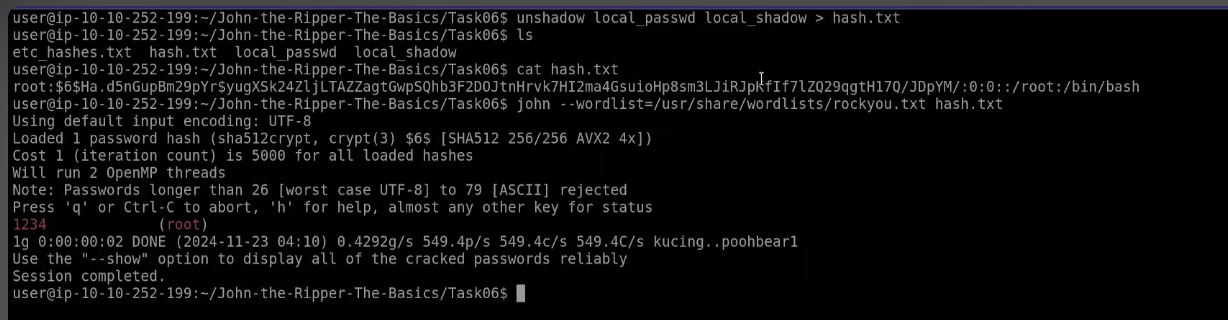 user@ip-10-10-252-199:~/John-the-Ripper-The-Basics/Task06$ unshadow local_passwd local_shadow > hash.txt
user@ip-10-10-252-199:~/John-the-Ripper-The-Basics/Task06$ ls
etc_hashes.txt  hash.txt  local_passwd  local_shadow
user@ip-10-10-252-199:~/John-the-Ripper-The-Basics/Task06$ cat hash.txt
root:$6$Ha.d5nGupBm29pYr$yugXSk24ZljLTAZZagtGwpSQhb3F2DOJtnHrvk7HI2ma4GsuioHp8sm3LJiRJpKfIf7lZQ29qgtH17Q/JDpYM/:0:0::/root:/bin/bash
user@ip-10-10-252-199:~/John-the-Ripper-The-Basics/Task06$ john --wordlist=/usr/share/wordlists/rockyou.txt hash.txt
Using default input encoding: UTF-8
Loaded 1 password hash (sha512crypt, crypt(3) $6$ [SHA512 256/256 AVX2 4x])
Cost 1 (iteration count) is 5000 for all loaded hashes
Will run 2 OpenMP threads
Note: Passwords longer than 26 [worst case UTF-8] to 79 [ASCII] rejected
Press 'q' or Ctrl-C to abort, 'h' for help, almost any other key for status
1234             (root)
1g 0:00:00:02 DONE (2024-11-23 04:10) 0.4292g/s 549.4p/s 549.4c/s 549.4C/s kucing..poohbear1
Use the "--show" option to display all of the cracked passwords reliably
Session completed.
user@ip-10-10-252-199:~/John-the-Ripper-The-Basics/Task06$